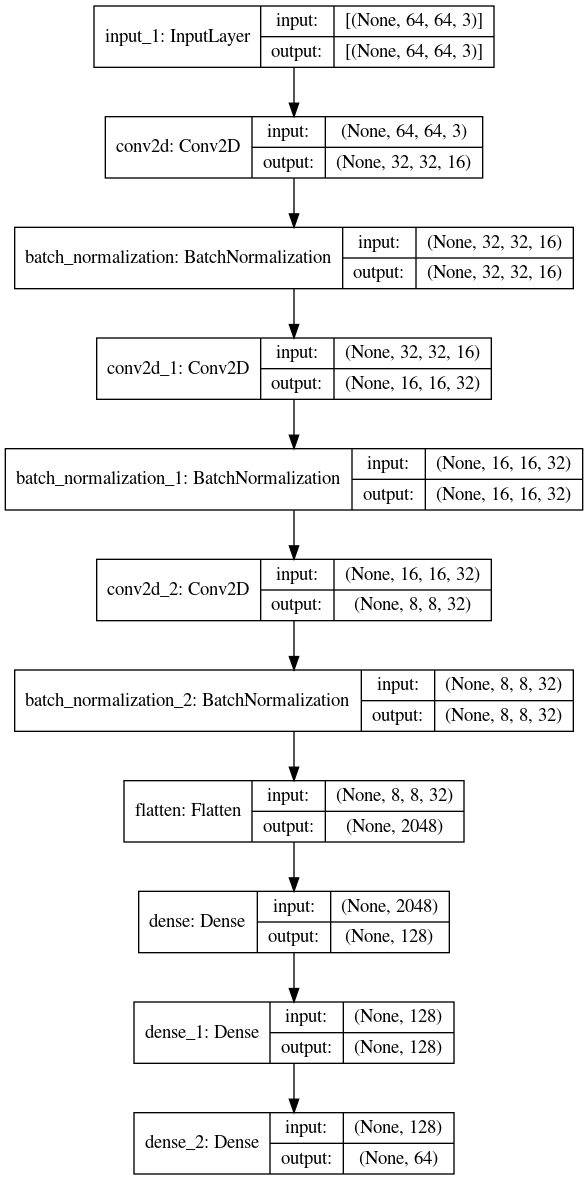 input_1: InputLayer
input:
[(None, 64, 64, 3)]
output:
[(None, 64, 64, 3)]
conv2d: Conv2D
input:
(None, 64, 64, 3)
output:
(None, 32, 32, 16)
batch_normalization: BatchNormalization
input:
(None, 32, 32, 16)
output:
(None, 32, 32, 16)
conv2d_1: Conv2D
input:
(None, 32, 32, 16)
output:
(None, 16, 16, 32)
batch_normalization_1: BatchNormalization
input:
(None, 16, 16, 32)
output:
(None, 16, 16, 32)
conv2d_2: Conv2D
input:
(None, 16, 16, 32)
output:
(None, 8, 8, 32)
batch_normalization_2: BatchNormalization
input:
(None, 8, 8, 32)
output:
(None, 8, 8, 32)
flatten: Flatten
input:
(None, 8, 8, 32)
output:
(None, 2048)
dense: Dense
input:
(None, 2048)
output:
(None, 128)
dense_1: Dense
input:
(None, 128)
output:
(None, 128)
dense_2: Dense
input:
(None, 128)
output:
(None, 64)